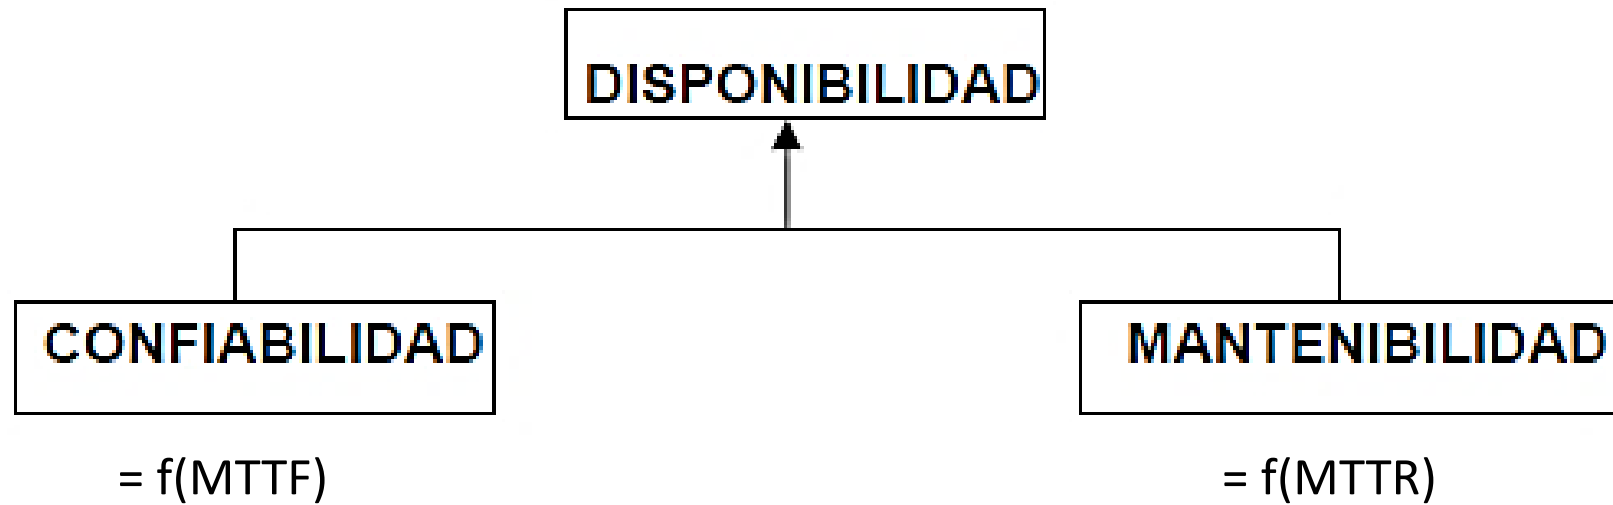 DISPONIBILIDAD
CONFIABILIDAD
MANTENIBILIDAD
= f(MTTF)
= f(MTTR)